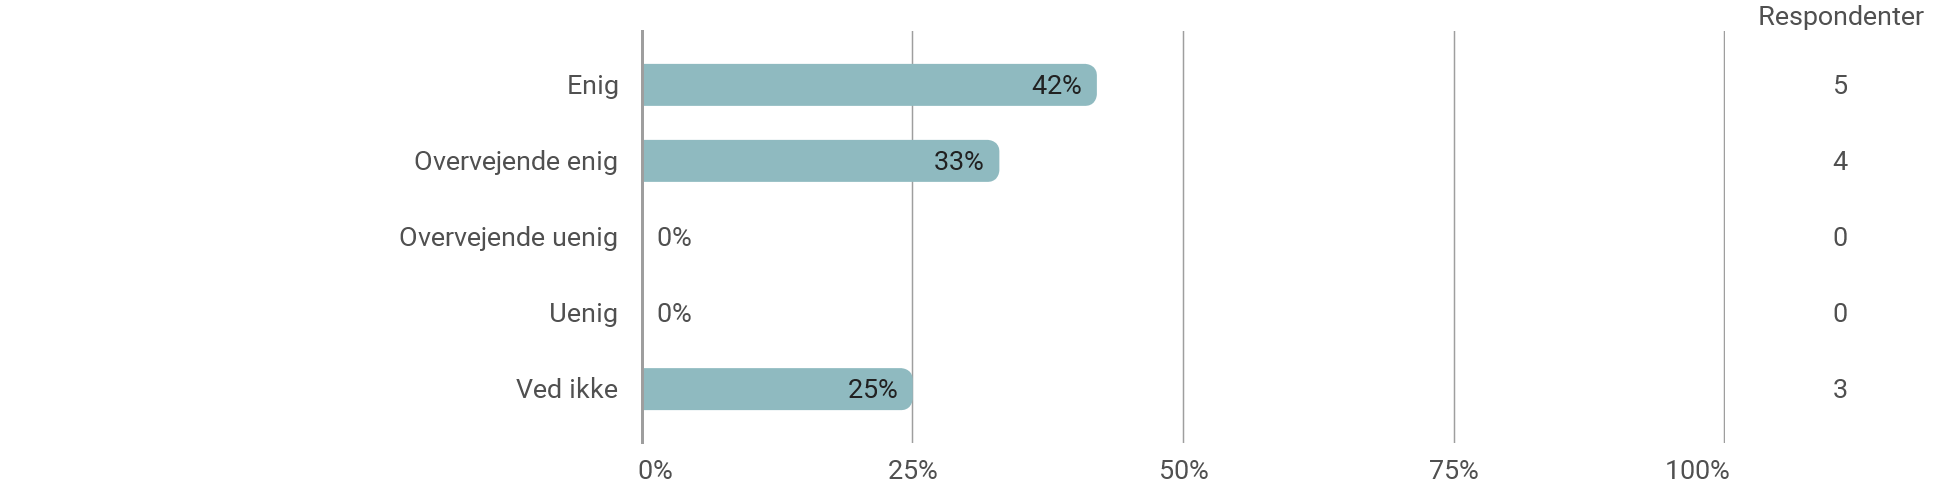 Respondenter
Enig 42% 5
Overvejende enig 33% 4
Overvejende uenig 0% 0
Uenig 0% 0
Ved ikke 25% 3
0% 25% 50% 75% 100%